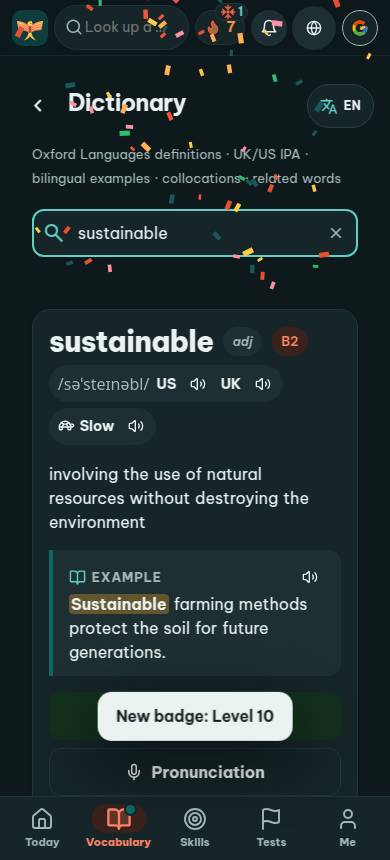 Look up a
1
7
Dictionary
EN
Oxford Languages definitions · UK/US IPA ·
bilingual examples · collocations · related words
sustainable
sustainable adj B2
/səˈsteɪnəbl/ US UK
Slow
involving the use of natural
resources without destroying the
environment
EXAMPLE
Sustainable farming methods
protect the soil for future
generations.
New badge: Level 10
Pronunciation
Today Vocabulary Skills Tests Me